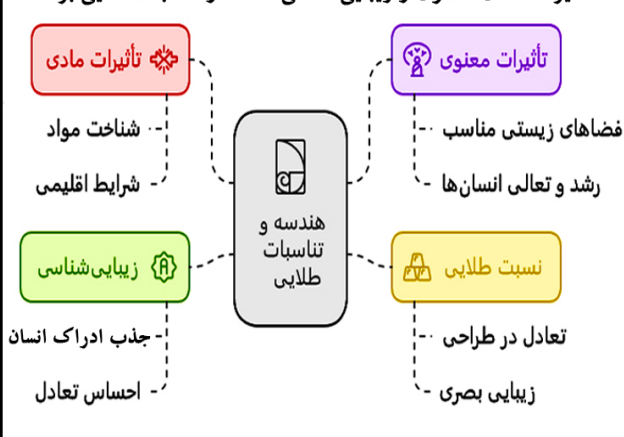 تأثیرات معنوی
فضاهای زیستی مناسب
رشد و تعالی انسان‌ها
تأثیرات مادی
شناخت مواد
شرایط اقلیمی
هندسه و
تناسبات
طلایی
نسبت طلایی
تعادل در طراحی
زیبایی بصری
زیبایی‌شناسی
جذب ادراک انسان
احساس تعادل